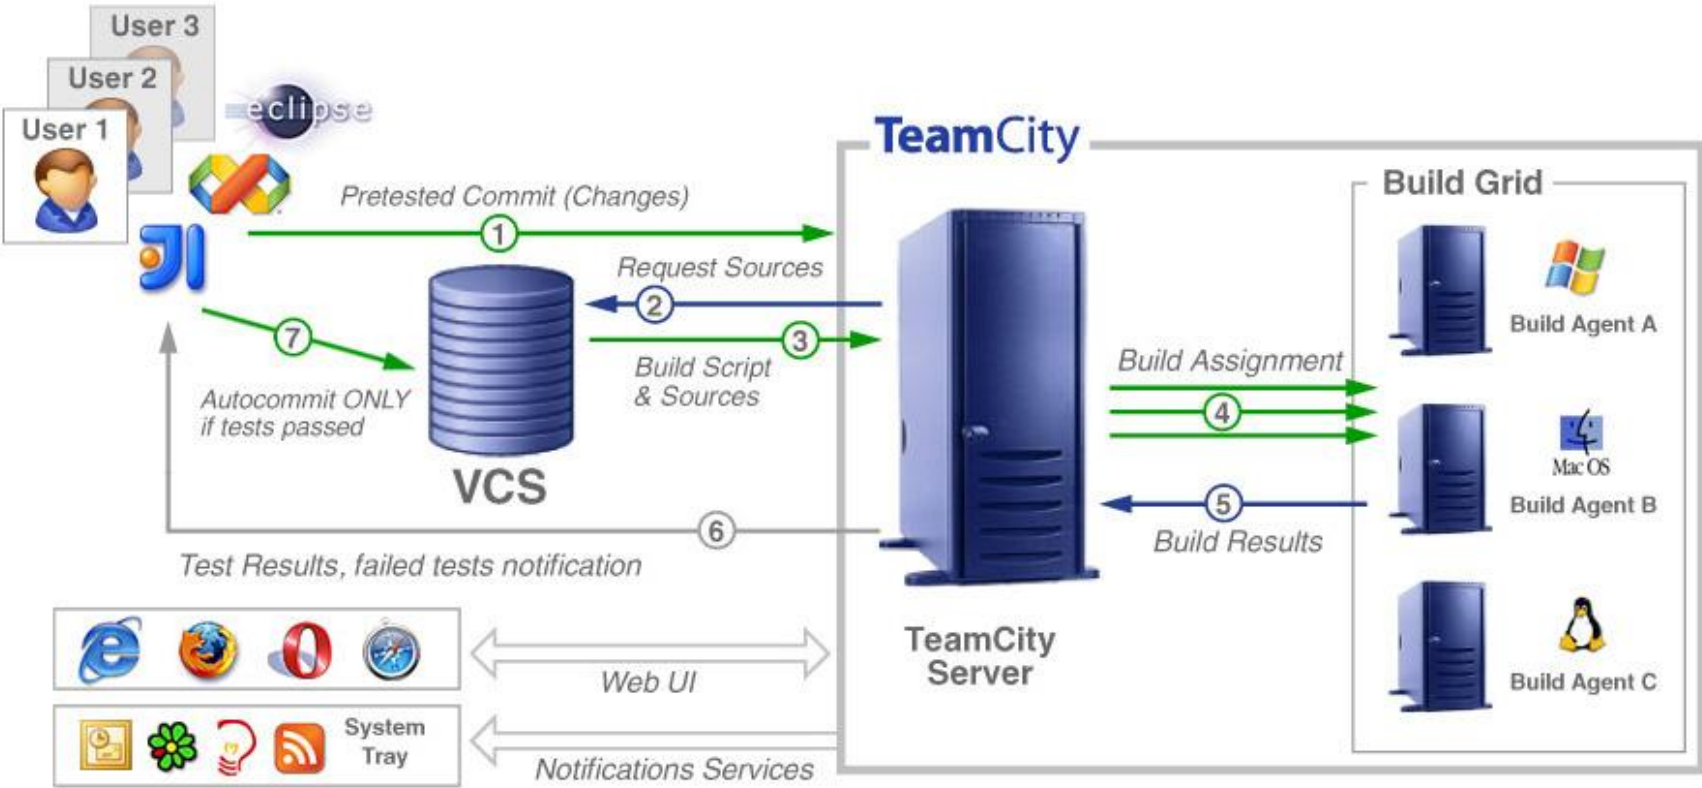 User 3
User 2
User 1
eclipse
TeamCity
Build Grid
Pretested Commit (Changes)
1
Request Sources
2
3
Build Script
& Sources
7
Autocommit ONLY
if tests passed
VCS
Build Assignment
4
5
Build Results
6
Test Results, failed tests notification
Build Agent A
Mac OS
Build Agent B
Build Agent C
TeamCity
Server
Web UI
System
Tray
Notifications Services